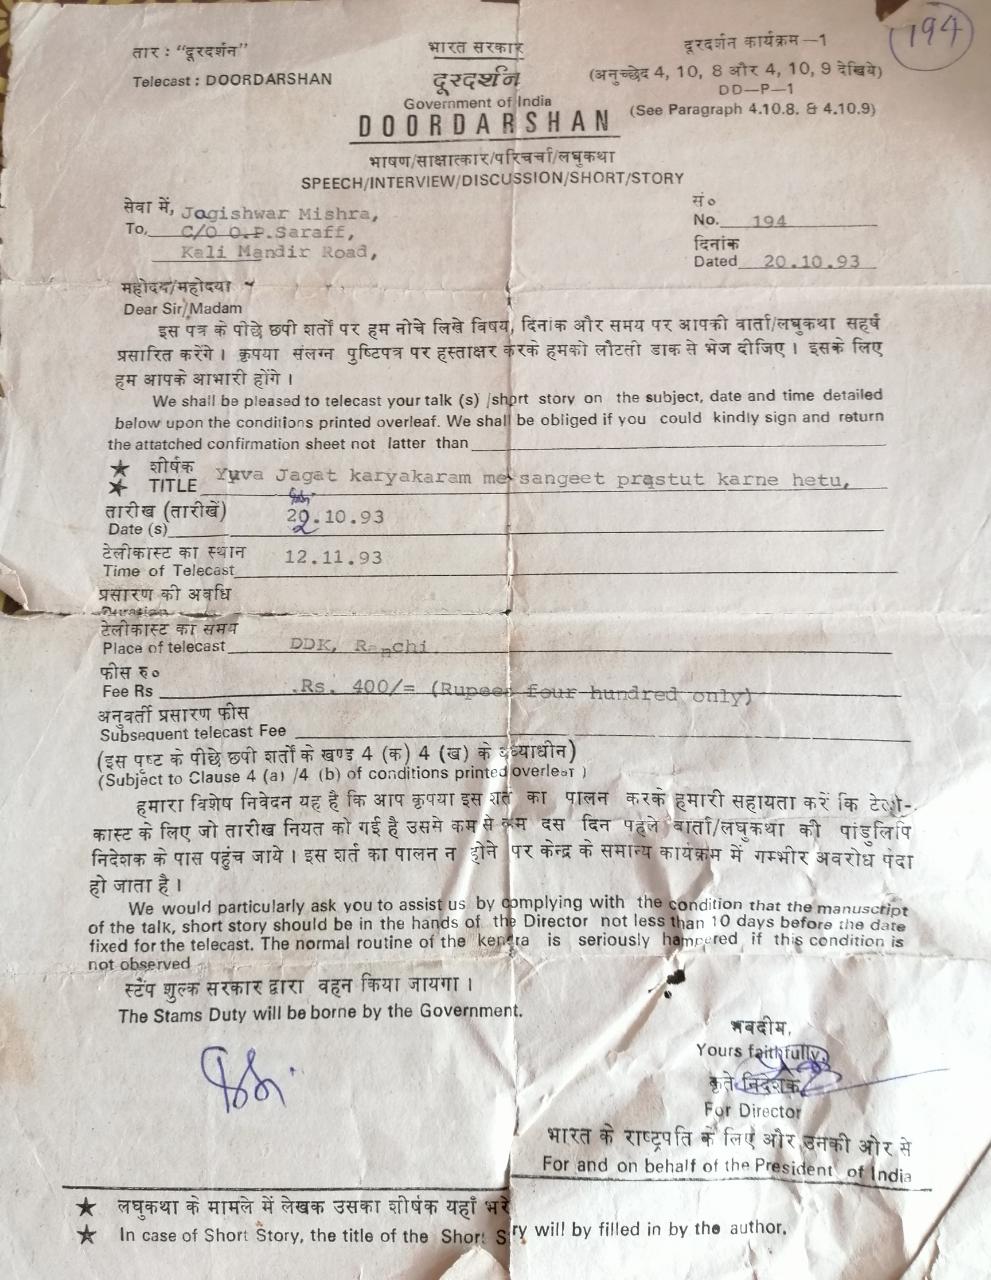 तार : "दूरदर्शन"
Telecast : DOORDARSHAN
भारत सरकार
दूरदर्शन
Government of India
DOORDARSHAN
दूरदर्शन कार्यक्रम—1
(अनुच्छेद 4, 10, 8 और 4, 10, 9 देखिये)
DD—P—1
(See Paragraph 4.10.8. & 4.10.9)
194
भाषण/साक्षात्कार/परिचर्चा/लघुकथा
SPEECH/INTERVIEW/DISCUSSION/SHORT/STORY
सेवा में, Jagishwar Mishra,
To, C/O O.P.Saraff,
Kali Mandir Road,
सं०
No. 194
दिनांक
Dated 20.10.93
महोदय/महोदया
Dear Sir/Madam
इस पत्र के पीछे छपी शर्तों पर हम नीचे लिखे विषय, दिनांक और समय पर आपकी वार्ता/लघुकथा सहर्ष
प्रसारित करेंगे । कृपया संलग्न पुष्टिपत्र पर हस्ताक्षर करके हमको लौटती डाक से भेज दीजिए । इसके लिए
हम आपके आभारी होंगे ।
We shall be pleased to telecast your talk (s) /short story on the subject, date and time detailed
below upon the conditions printed overleaf. We shall be obliged if you could kindly sign and return
the attatched confirmation sheet not latter than
★ शीर्षक
★ TITLE Yuva Jagat karyakaram me sangeet prastut karne hetu,
तारीख (तारीखें)
Date (s) 22.10.93
टेलीकास्ट का स्थान
Time of Telecast 12.11.93
प्रसारण की अवधि
Duration
टेलीकास्ट का समय
Place of telecast DDK, Ranchi
फीस रु०
Fee Rs .Rs. 400/= (Rupees four hundred only)
अनुवर्ती प्रसारण फीस
Subsequent telecast Fee
(इस पृष्ट के पीछे छपी शर्तों के खण्ड 4 (क) 4 (ख) के अध्याधीन)
(Subject to Clause 4 (a) /4 (b) of conditions printed overleaf )
हमारा विशेष निवेदन यह है कि आप कृपया इस शर्त का पालन करके हमारी सहायता करें कि टेली-
कास्ट के लिए जो तारीख नियत की गई है उससे कम से कम दस दिन पहले वार्ता/लघुकथा की पांडुलिपि
निदेशक के पास पहुंच जाये । इस शर्त का पालन न होने पर केन्द्र के समान्य कार्यक्रम में गम्भीर अवरोध पैदा
हो जाता है ।
We would particularly ask you to assist us by complying with the condition that the manuscript
of the talk, short story should be in the hands of the Director not less than 10 days before the date
fixed for the telecast. The normal routine of the kendra is seriously hampered if this condition is
not observed
स्टेंप शुल्क सरकार द्वारा वहन किया जायगा ।
The Stams Duty will be borne by the Government.
भवदीय,
Yours faithfully,
कृते निदेशक
For Director
भारत के राष्ट्रपति के लिए और उनकी ओर से
For and on behalf of the President of India
★ लघुकथा के मामले में लेखक उसका शीर्षक यहाँ भरे
★ In case of Short Story, the title of the Short Story will by filled in by the author.